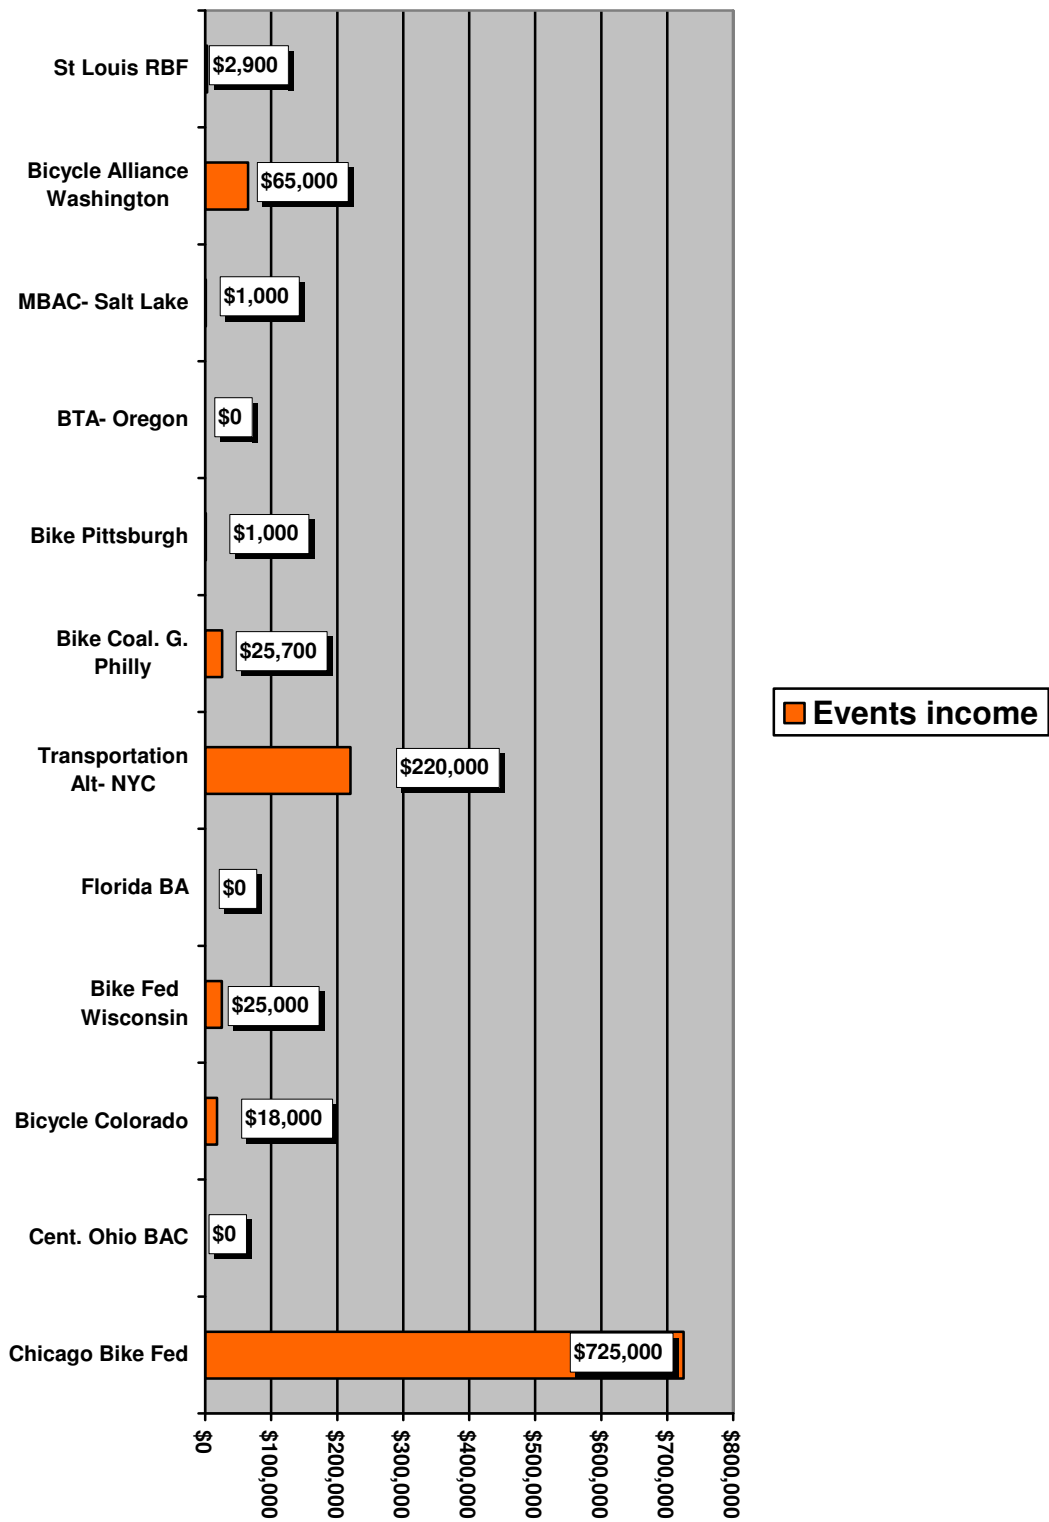 St Louis RBF
$2,900
Bicycle Alliance
Washington
$65,000
MBAC- Salt Lake
$1,000
BTA- Oregon
$0
Bike Pittsburgh
$1,000
Bike Coal. G.
Philly
$25,700
Transportation
Alt- NYC
$220,000
Florida BA
$0
Bike Fed
Wisconsin
$25,000
Bicycle Colorado
$18,000
Cent. Ohio BAC
$0
Chicago Bike Fed
$725,000
$0
$100,000
$200,000
$300,000
$400,000
$500,000
$600,000
$700,000
$800,000
Events income